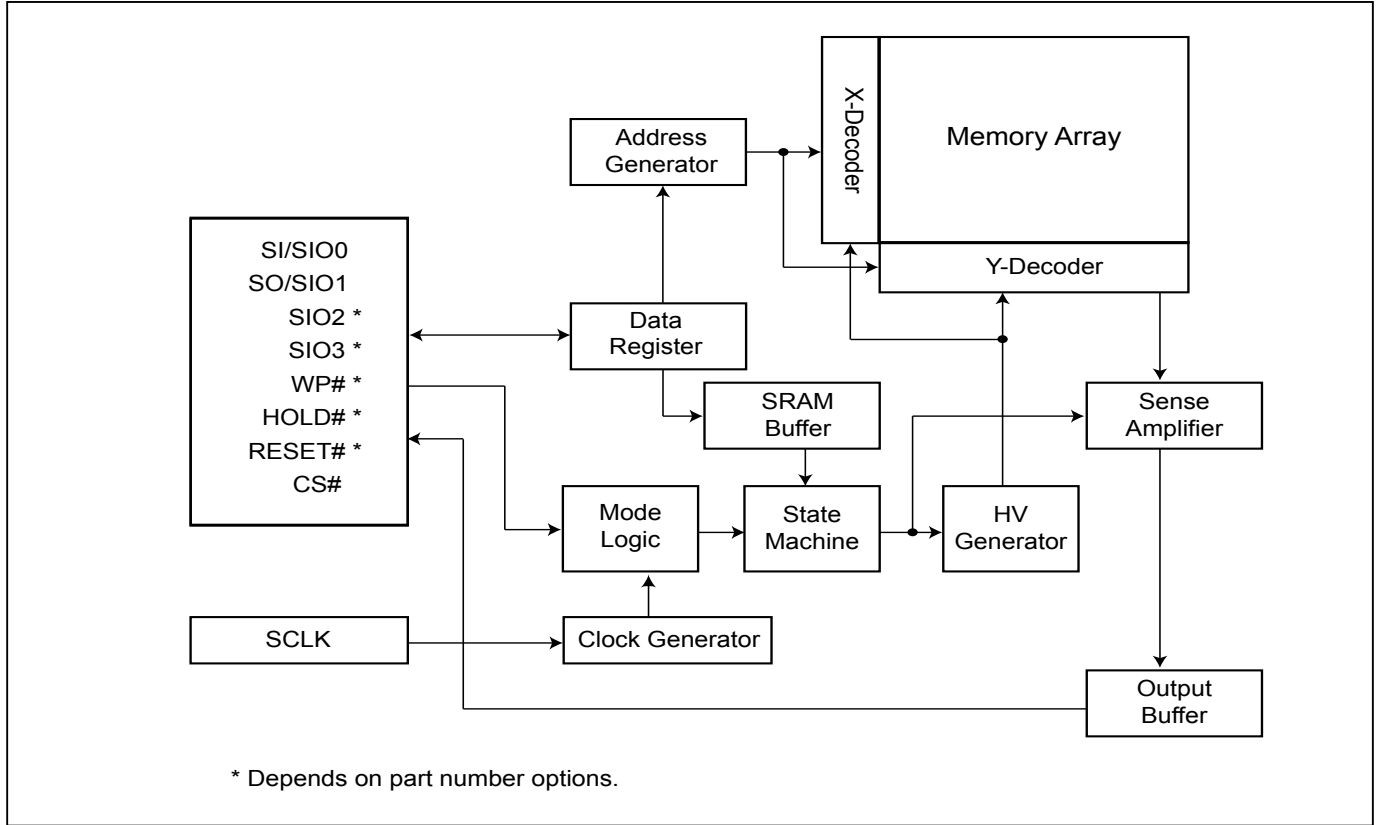 X-Decoder
Memory Array
Address
Generator
Y-Decoder
SI/SIO0
SO/SIO1
SIO2 *
SIO3 *
WP# *
HOLD# *
RESET# *
CS#
Data
Register
SRAM
Buffer
Sense
Amplifier
Mode
Logic
State
Machine
HV
Generator
SCLK
Clock Generator
Output
Buffer
* Depends on part number options.